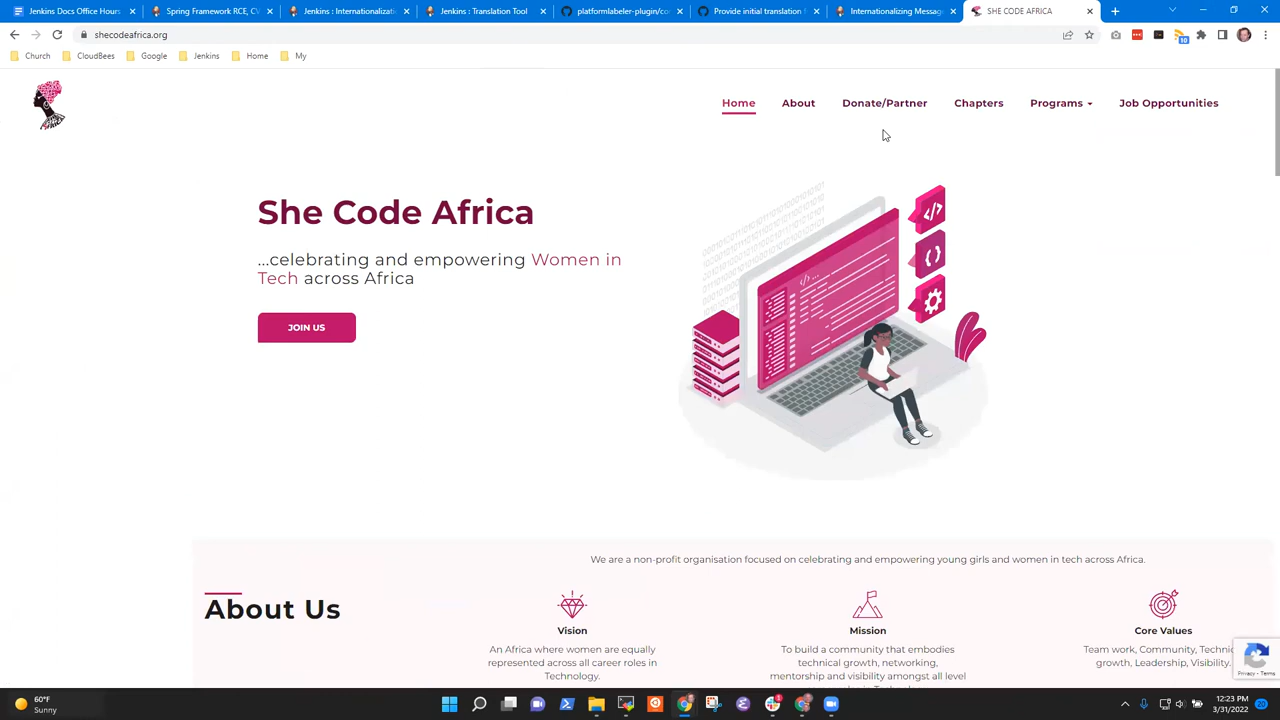 Jenkins Docs Office Hours
Spring Framework RCE, CV
Jenkins : Internationalizati
Jenkins : Translation Tool
platformlabeler-plugin/co
Provide initial translation f
Internationalizing Messag
SHE CODE AFRICA
shecodeafrica.org
10
Church
CloudBees
Google
Jenkins
Home
My
Home
About
Donate/Partner
Chapters
Programs
Job Opportunities
She Code Africa
...celebrating and empowering Women in
Tech across Africa
JOIN US
We are a non-profit organisation focused on celebrating and empowering young girls and women in tech across Africa.
About Us
Vision
An Africa where women are equally
represented across all career roles in
Technology.
Mission
To build a community that embodies
technical growth, networking,
mentorship and visibility amongst all level
Core Values
Team work, Community, Technic
growth, Leadership, Visibility.
Privacy - Terms
60°F
Sunny
12:23 PM
3/31/2022
20